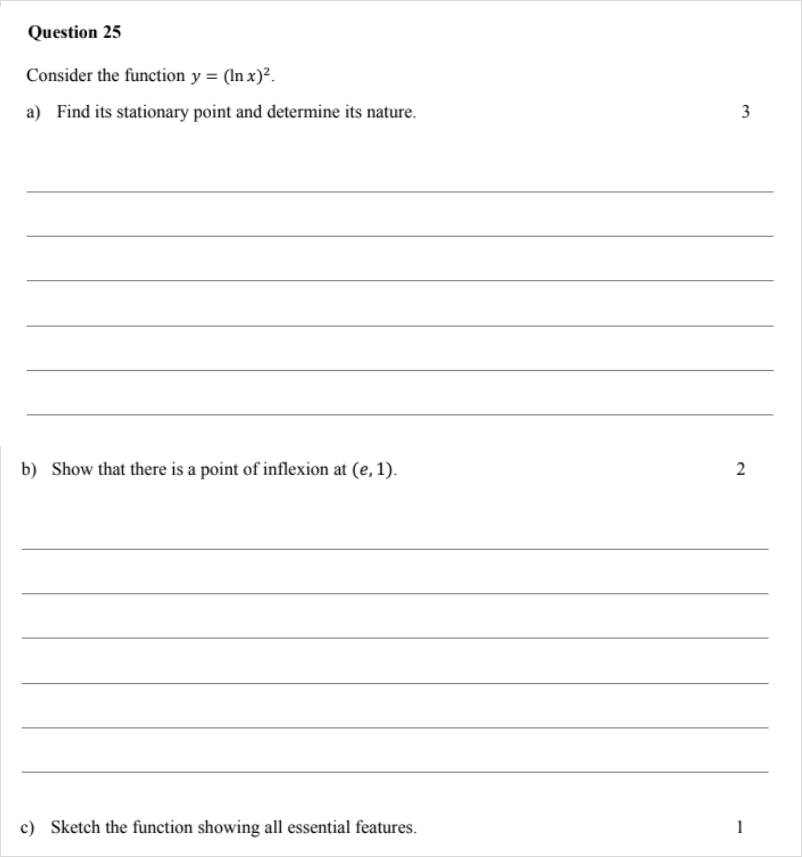 Question 25
Consider the function y = (ln x)².
a) Find its stationary point and determine its nature. 3
b) Show that there is a point of inflexion at (e, 1). 2
c) Sketch the function showing all essential features. 1